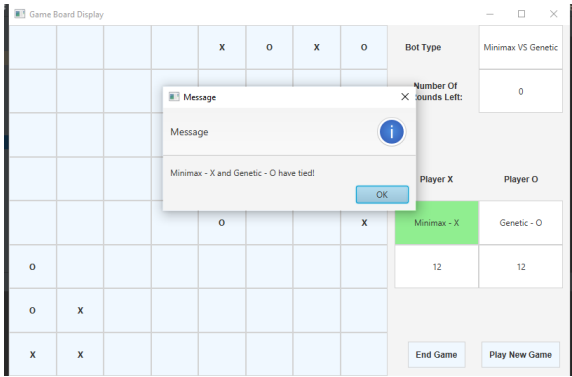 Game Board Display
X O X O
Bot Type
Minimax VS Genetic
Number Of
ounds Left:
0
Message
Message
Minimax - X and Genetic - O have tied!
OK
Player X
Player O
O X
Minimax - X
Genetic - O
O
12
12
O X
X X
End Game
Play New Game